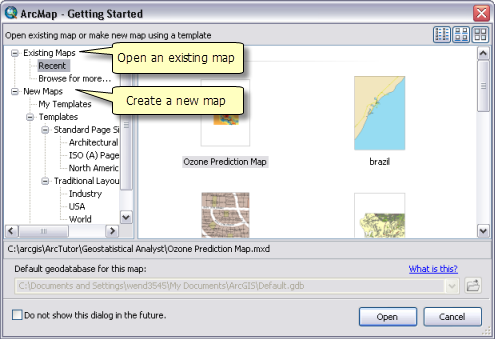 ArcMap - Getting Started
Open existing map or make new map using a template
Existing Maps
Recent
Browse for more...
New Maps
My Templates
Templates
Standard Page Si
Architectural
ISO (A) Page
North Americ
Traditional Layou
Industry
USA
World
Open an existing map
Create a new map
Ozone Prediction Map
brazil
C:\arcgis\ArcTutor\Geostatistical Analyst\Ozone Prediction Map.mxd
Default geodatabase for this map:
What is this?
C:\Documents and Settings\wend3545\My Documents\ArcGIS\Default.gdb
Do not show this dialog in the future.
Open
Cancel